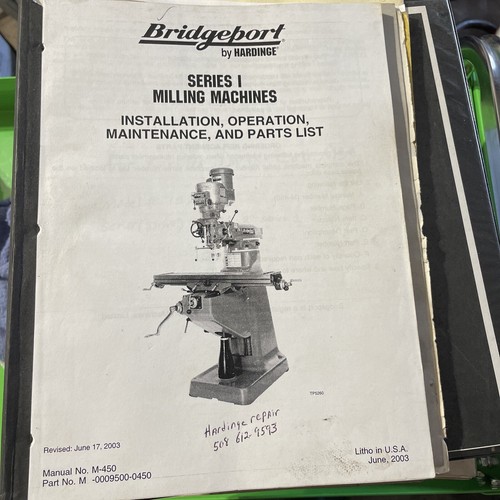 Bridgeport
by HARDINGE
SERIES I
MILLING MACHINES
INSTALLATION, OPERATION,
MAINTENANCE, AND PARTS LIST
Hardinge repair
508 612-9593
Revised: June 17, 2003
Manual No. M-450
Part No. M -0009500-0450
Litho in U.S.A.
June, 2003